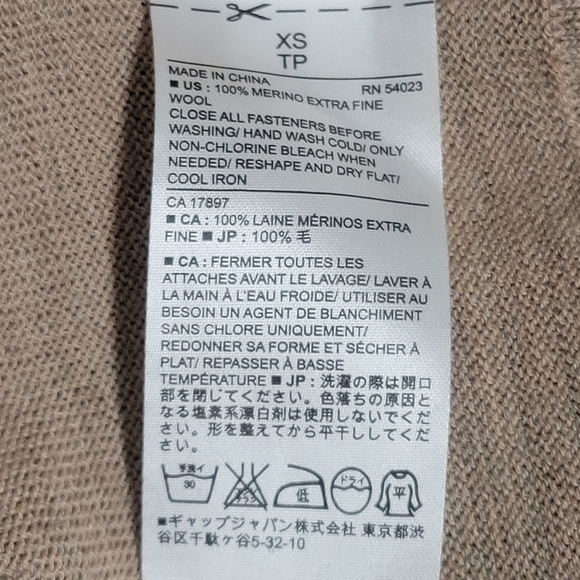 XS
TP
MADE IN CHINA RN 54023
■ US : 100% MERINO EXTRA FINE
WOOL
CLOSE ALL FASTENERS BEFORE
WASHING/ HAND WASH COLD/ ONLY
NON-CHLORINE BLEACH WHEN
NEEDED/ RESHAPE AND DRY FLAT/
COOL IRON
CA 17897
■ CA : 100% LAINE MÉRINOS EXTRA
FINE ■ JP : 100% 毛
■ CA : FERMER TOUTES LES
ATTACHES AVANT LE LAVAGE/ LAVER À
LA MAIN À L'EAU FROIDE/ UTILISER AU
BESOIN UN AGENT DE BLANCHIMENT
SANS CHLORE UNIQUEMENT/
REDONNER SA FORME ET SÉCHER À
PLAT/ REPASSER À BASSE
TEMPÉRATURE ■ JP : 洗濯の際は開口
部を閉じてください。色落ちの原因と
なる塩素系漂白剤は使用しないでくだ
さい。形を整えてから平干ししてくだ
さい。
手洗イ 30 エンソサラシ 低 ドライ 平
■ギャップジャパン株式会社 東京都渋
谷区千駄ヶ谷5-32-10